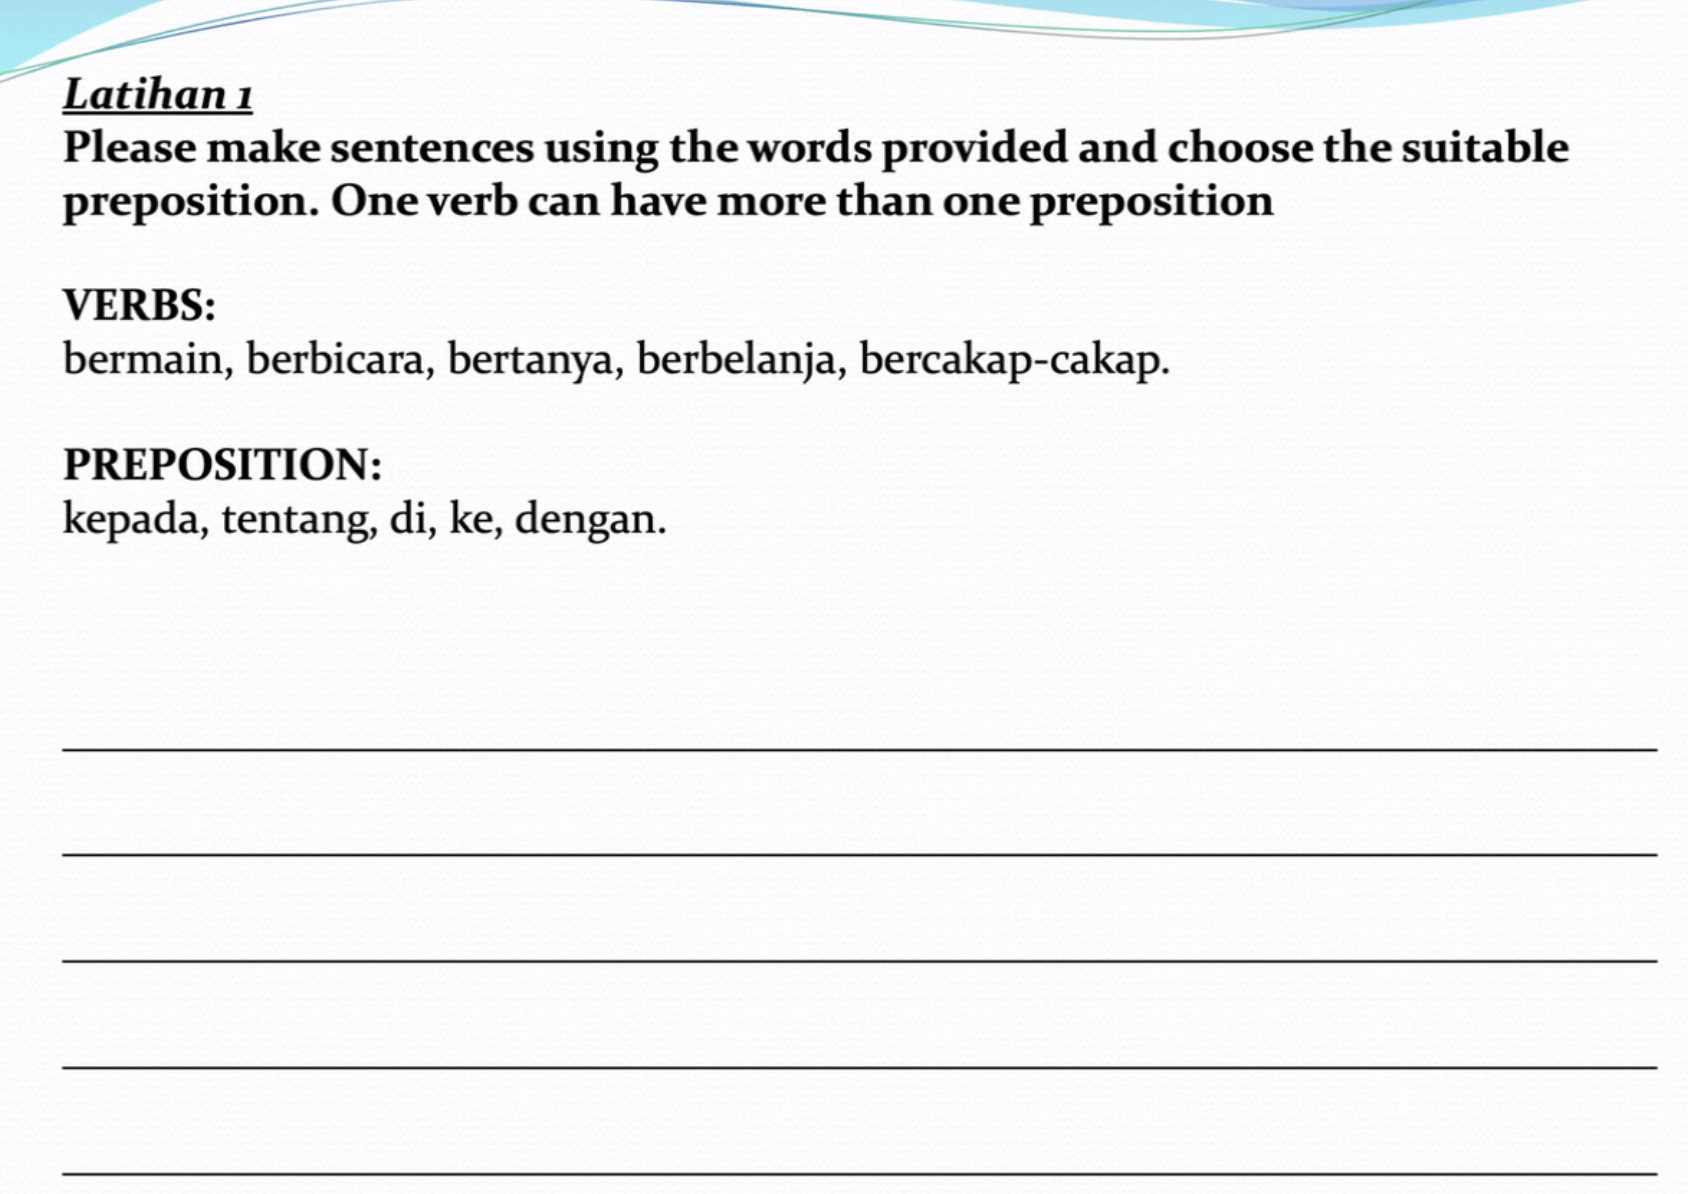 Latihan 1
Please make sentences using the words provided and choose the suitable
preposition. One verb can have more than one preposition
VERBS:
bermain, berbicara, bertanya, berbelanja, bercakap-cakap.
PREPOSITION:
kepada, tentang, di, ke, dengan.